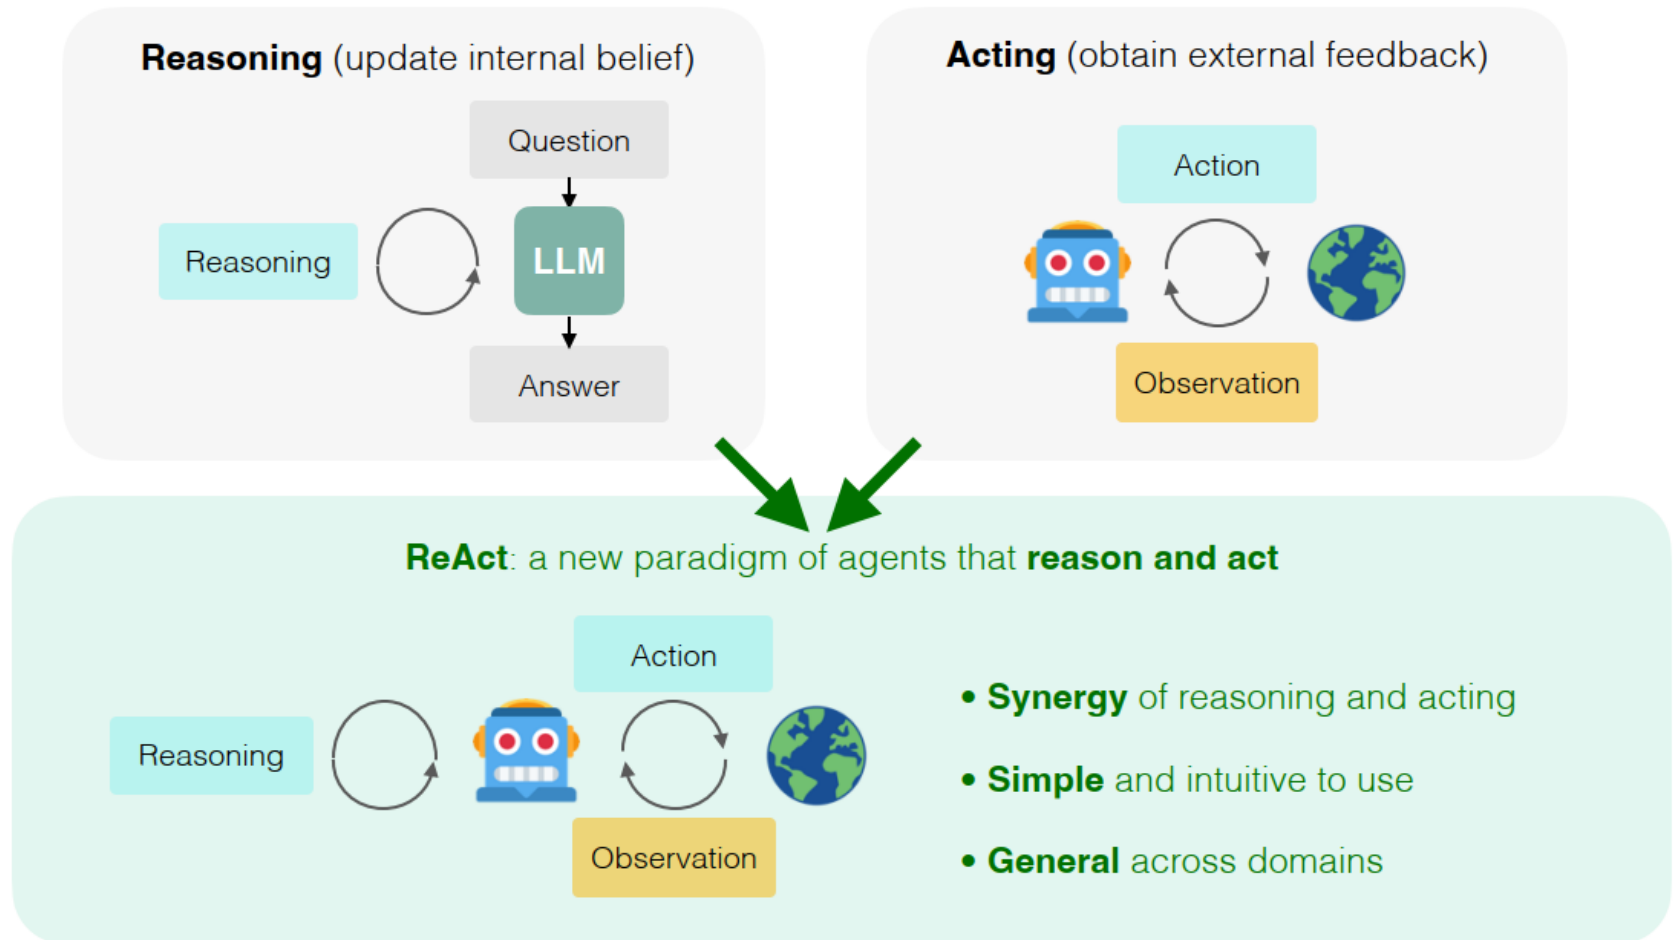 Reasoning (update internal belief)
Question
Reasoning
LLM
Answer
Acting (obtain external feedback)
Action
Observation
ReAct: a new paradigm of agents that reason and act
Action
Reasoning
Observation
• Synergy of reasoning and acting
• Simple and intuitive to use
• General across domains